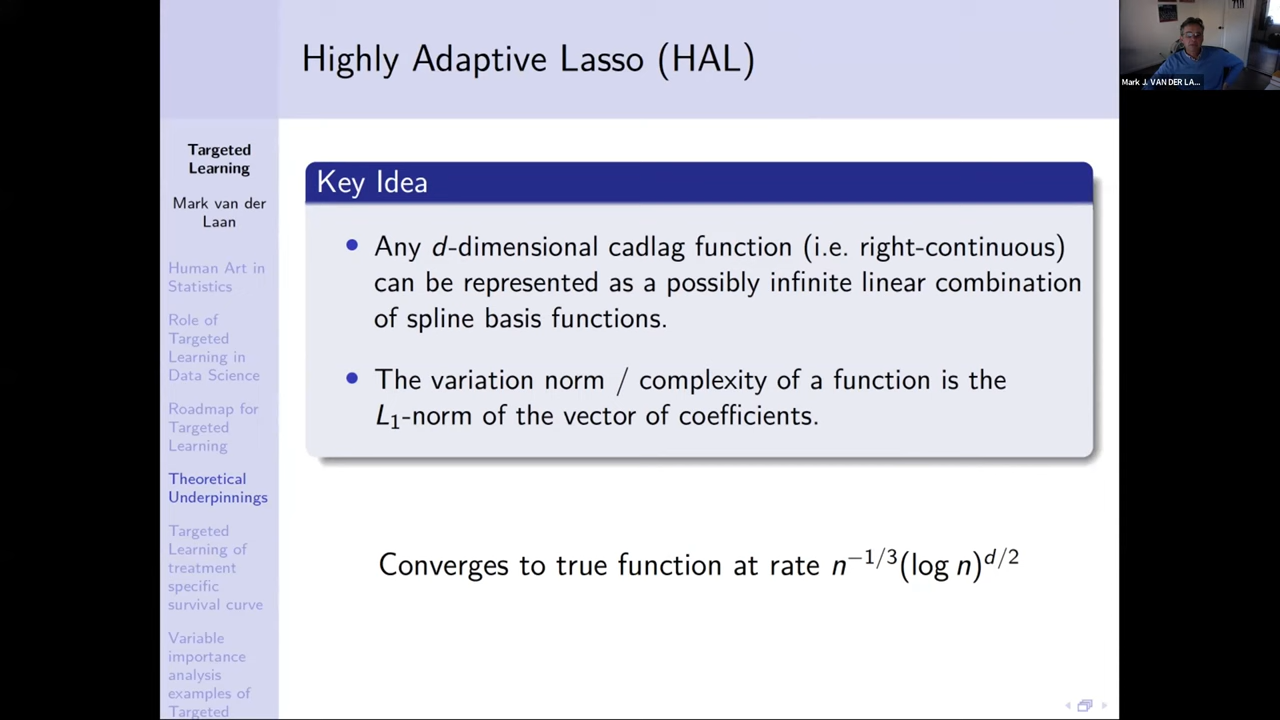 Highly Adaptive Lasso (HAL)
Mark J. VAN DER LA...
Targeted
Learning
Mark van der
Laan
Human Art in
Statistics
Role of
Targeted
Learning in
Data Science
Roadmap for
Targeted
Learning
Theoretical
Underpinnings
Targeted
Learning of
treatment
specific
survival curve
Variable
importance
analysis
examples of
Targeted
Key Idea
• Any d-dimensional cadlag function (i.e. right-continuous)
can be represented as a possibly infinite linear combination
of spline basis functions.
• The variation norm / complexity of a function is the
L₁-norm of the vector of coefficients.
Converges to true function at rate n^{−1/3}(log n)^{d/2}